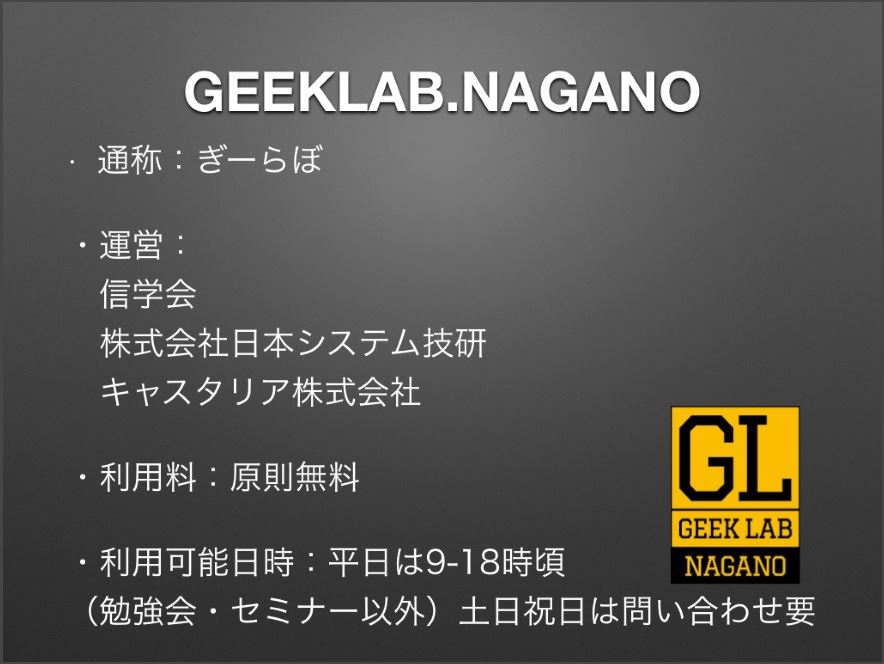 GEEKLAB.NAGANO
・ 通称：ぎーらぼ
・運営：
信学会
株式会社日本システム技研
キャスタリア株式会社
・利用料：原則無料
・利用可能日時：平日は9-18時頃
（勉強会・セミナー以外）土日祝日は問い合わせ要
GL
GEEK LAB
NAGANO